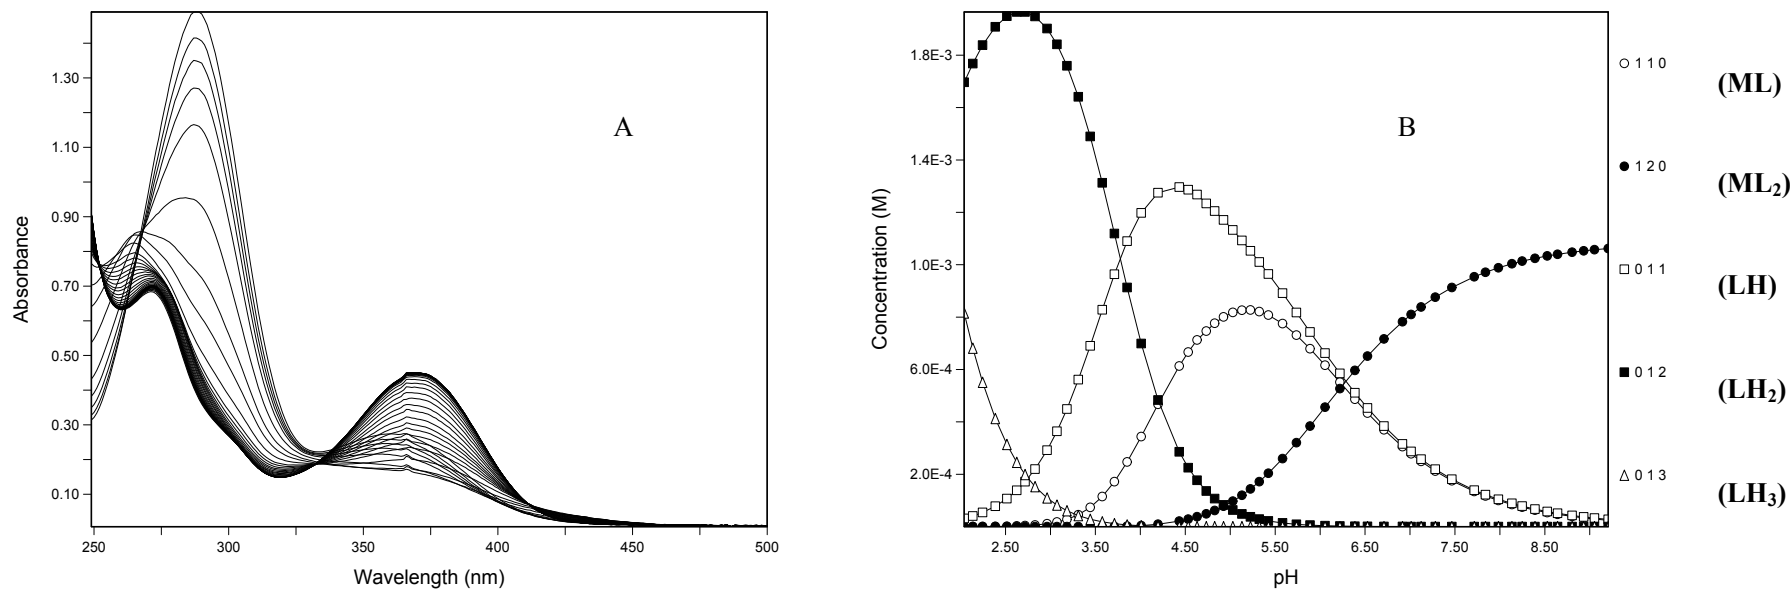 A
1.30
1.10
0.90
0.70
0.50
0.30
0.10
Absorbance
250 300 350 400 450 500
Wavelength (nm)
B
1.8E-3
1.4E-3
1.0E-3
6.0E-4
2.0E-4
Concentration (M)
2.50 3.50 4.50 5.50 6.50 7.50 8.50
pH
1 1 0 (ML)
1 2 0 (ML2)
0 1 1 (LH)
0 1 2 (LH2)
0 1 3 (LH3)